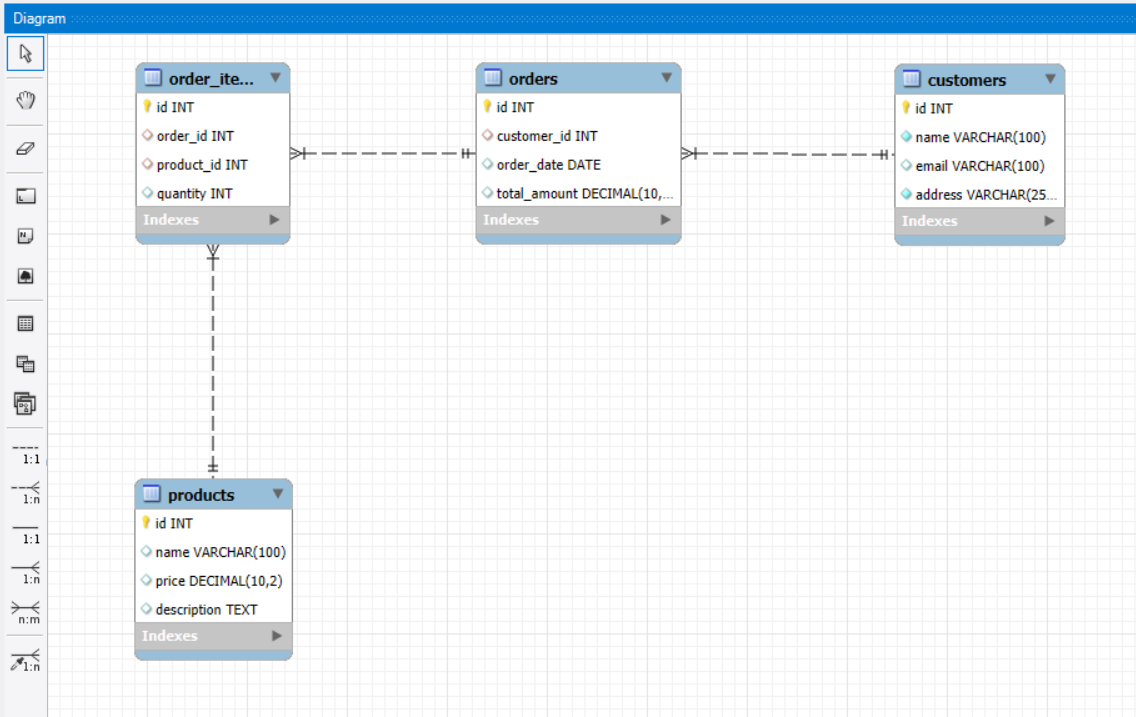 Diagram
order_ite...
id INT
order_id INT
product_id INT
quantity INT
Indexes
orders
id INT
customer_id INT
order_date DATE
total_amount DECIMAL(10,...
Indexes
customers
id INT
name VARCHAR(100)
email VARCHAR(100)
address VARCHAR(25...
Indexes
products
id INT
name VARCHAR(100)
price DECIMAL(10,2)
description TEXT
Indexes
1:1
1:n
1:1
1:n
n:m
1:n